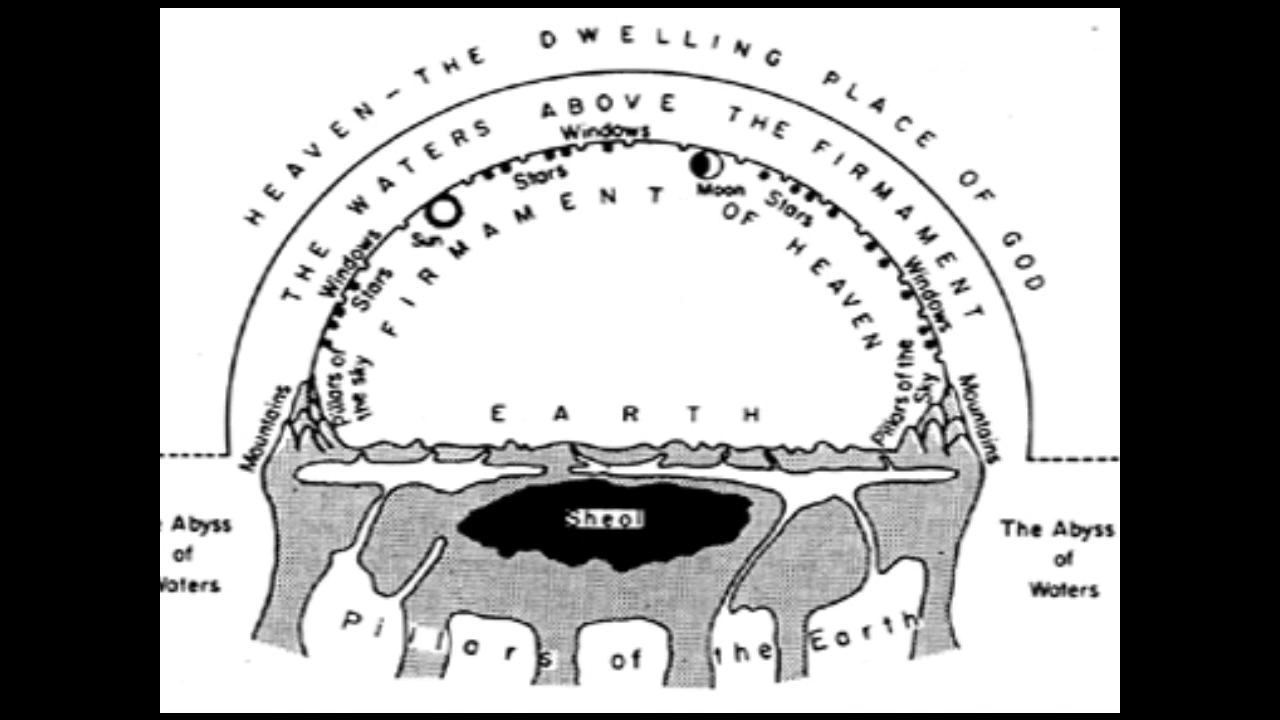 HEAVEN – THE DWELLING PLACE OF GOD
THE WATERS ABOVE THE FIRMAMENT
Windows
Stars
Moon
Stars
Sun
FIRMAMENT OF HEAVEN
Windows
Stars
Windows
Pillars of
the sky
Pillars of the
Sky
Mountains
Mountains
EARTH
Sheol
e Abyss
of
Waters
The Abyss
of
Waters
Pillars of the Earth